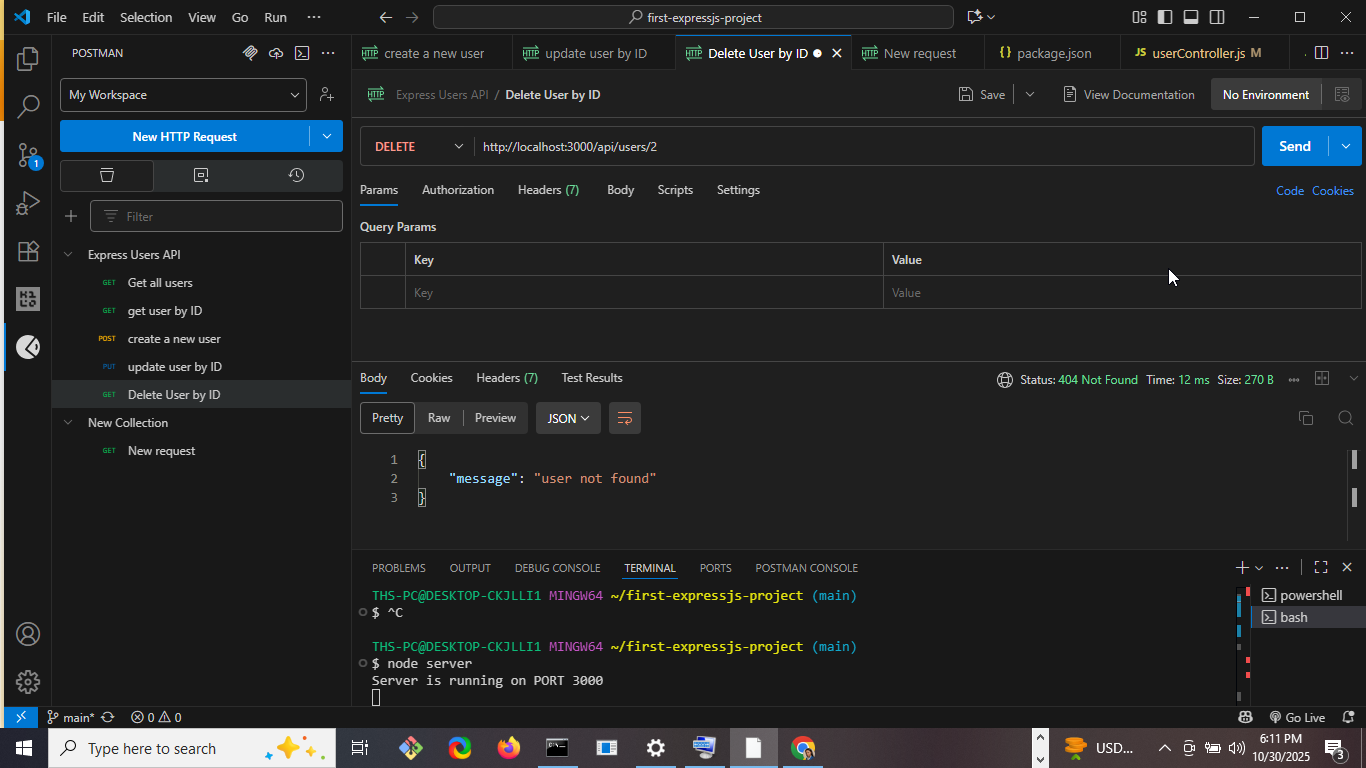 File Edit Selection View Go Run ···
first-expressjs-project
POSTMAN
create a new user
update user by ID
Delete User by ID
New request
package.json
userController.js M
My Workspace
New HTTP Request
Filter
Express Users API
GET Get all users
GET get user by ID
POST create a new user
PUT update user by ID
GET Delete User by ID
New Collection
GET New request
Express Users API / Delete User by ID
Save
View Documentation
No Environment
DELETE http://localhost:3000/api/users/2
Send
Params Authorization Headers (7) Body Scripts Settings
Code Cookies
Query Params
Key Value
Key Value
Body Cookies Headers (7) Test Results
Status: 404 Not Found Time: 12 ms Size: 270 B
Pretty Raw Preview JSON
1 {
2 "message": "user not found"
3 }
PROBLEMS OUTPUT DEBUG CONSOLE TERMINAL PORTS POSTMAN CONSOLE
THS-PC@DESKTOP-CKJLLI1 MINGW64 ~/first-expressjs-project (main)
$ ^C
THS-PC@DESKTOP-CKJLLI1 MINGW64 ~/first-expressjs-project (main)
$ node server
Server is running on PORT 3000
powershell
bash
1
main* 0 0
Go Live
Type here to search
USD...
6:11 PM
10/30/2025
3